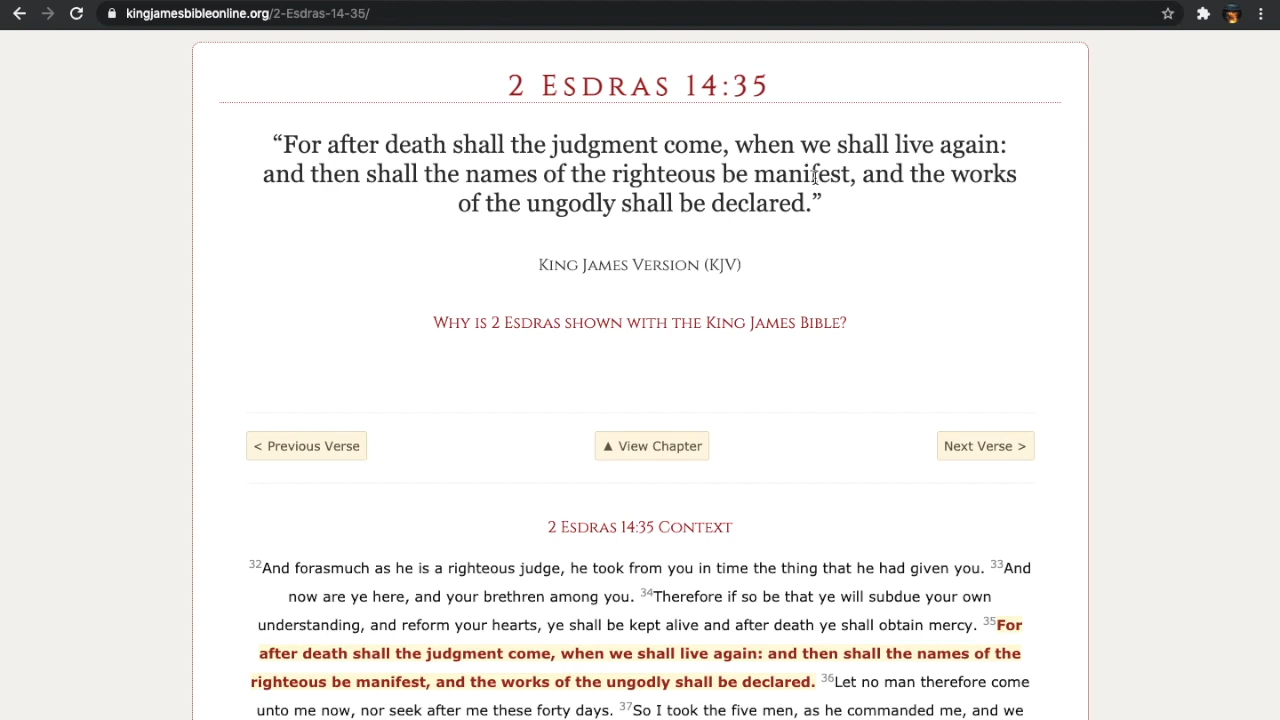 kingjamesbibleonline.org/2-Esdras-14-35/
2 Esdras 14:35
“For after death shall the judgment come, when we shall live again:
and then shall the names of the righteous be manifest, and the works
of the ungodly shall be declared.”
King James Version (KJV)
Why is 2 Esdras shown with the King James Bible?
< Previous Verse
▲ View Chapter
Next Verse >
2 Esdras 14:35 Context
32And forasmuch as he is a righteous judge, he took from you in time the thing that he had given you. 33And
now are ye here, and your brethren among you. 34Therefore if so be that ye will subdue your own
understanding, and reform your hearts, ye shall be kept alive and after death ye shall obtain mercy. 35For
after death shall the judgment come, when we shall live again: and then shall the names of the
righteous be manifest, and the works of the ungodly shall be declared. 36Let no man therefore come
unto me now, nor seek after me these forty days. 37So I took the five men, as he commanded me, and we